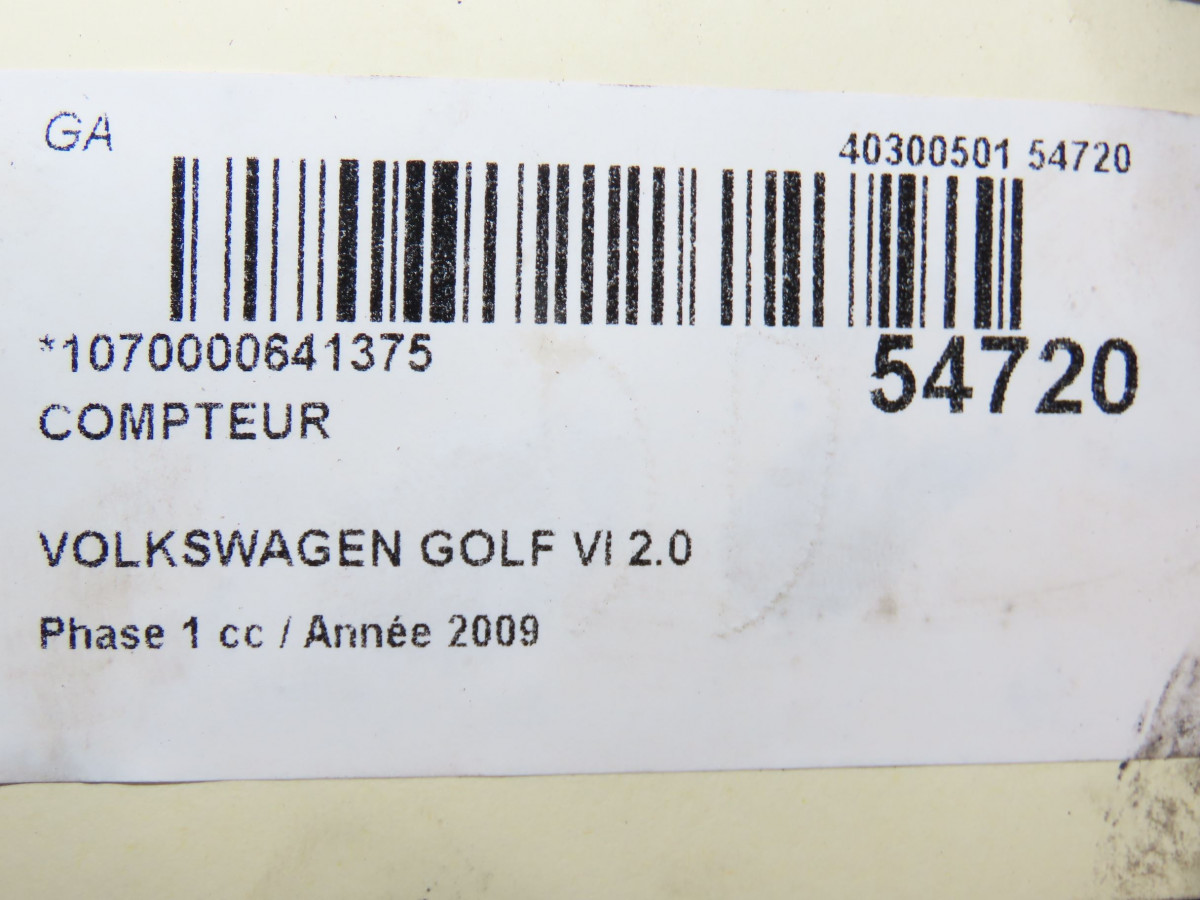 GA
40300501 54720
*1070000641375
54720
COMPTEUR
VOLKSWAGEN GOLF VI 2.0
Phase 1 cc / Année 2009